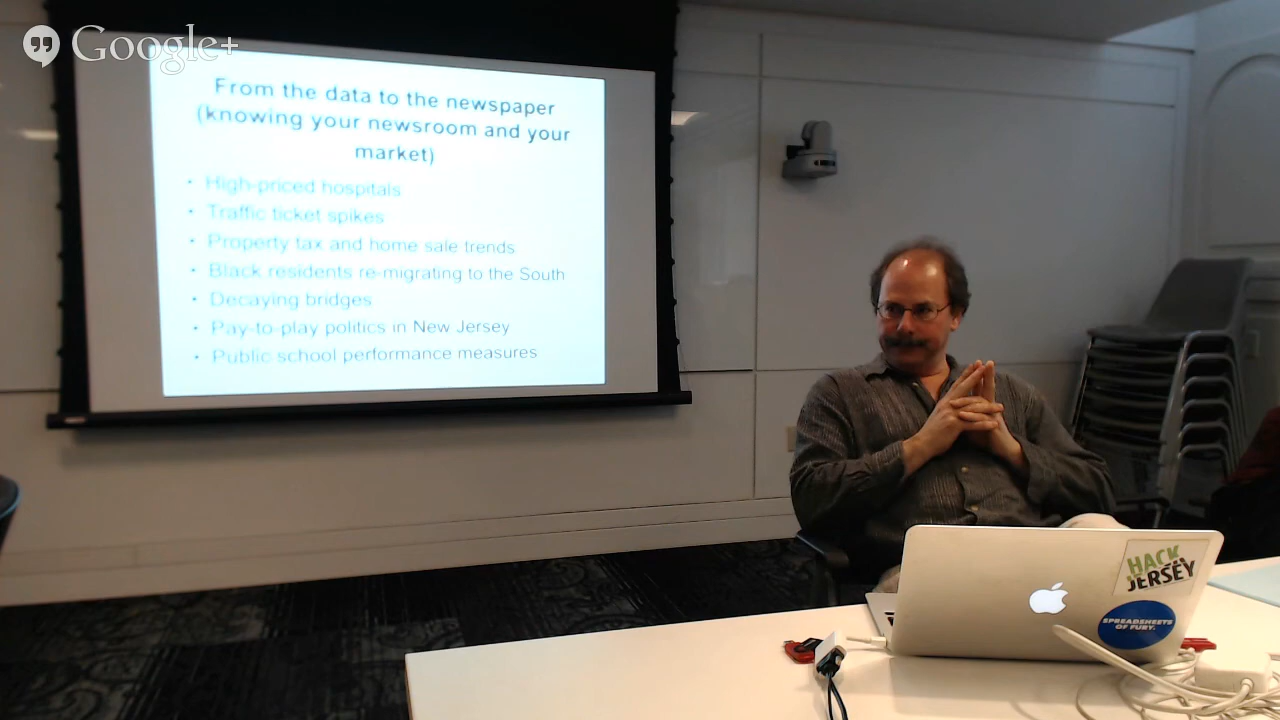 Google+
From the data to the newspaper
(knowing your newsroom and your
market)
• High-priced hospitals
• Traffic ticket spikes
• Property tax and home sale trends
• Black residents re-migrating to the South
• Decaying bridges
• Pay-to-play politics in New Jersey
• Public school performance measures
HACK
JERSEY
SPREADSHEETS
OF FURY.